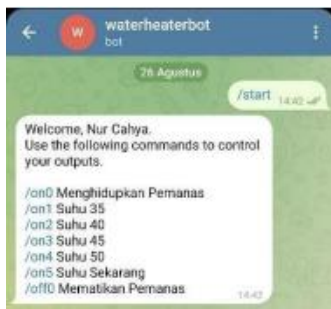 W
waterheaterbot
bot
26 Agustus
/start 14:42
Welcome, Nur Cahya.
Use the following commands to control
your outputs.
/on0 Menghidupkan Pemanas
/on1 Suhu 35
/on2 Suhu 40
/on3 Suhu 45
/on4 Suhu 50
/on5 Suhu Sekarang
/off0 Mematikan Pemanas
14:42